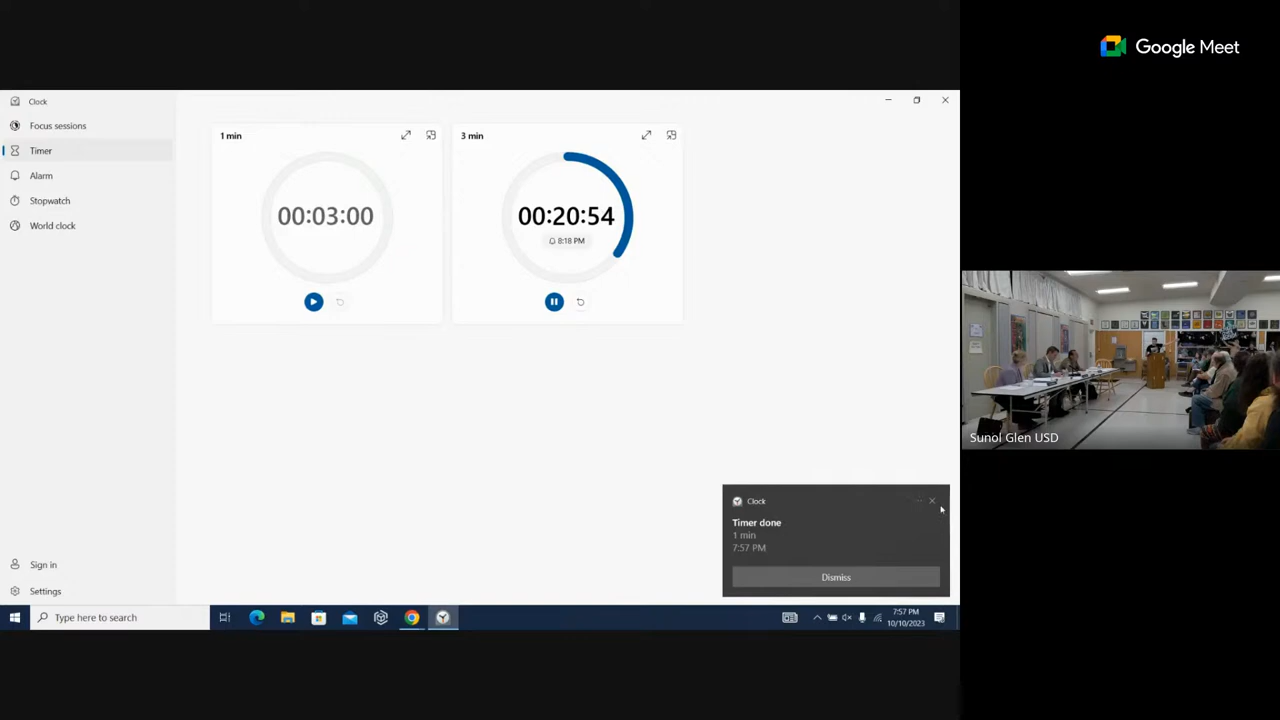 Google Meet
Clock
Focus sessions
Timer
Alarm
Stopwatch
World clock
Sign in
Settings
1 min
00:03:00
3 min
00:20:54
8:18 PM
Clock
Timer done
1 min
7:57 PM
Dismiss
Type here to search
7:57 PM
10/10/2023
Sunol Glen USD